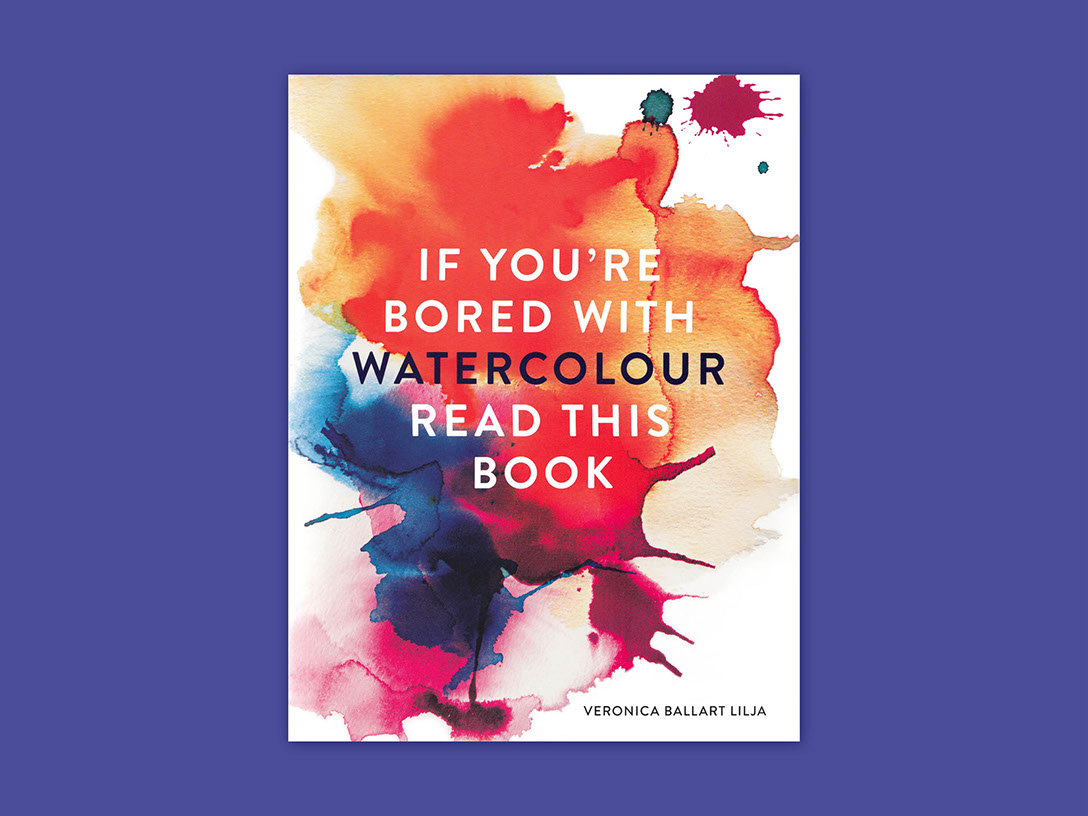 IF YOU’RE
BORED WITH
WATERCOLOUR
READ THIS
BOOK
VERONICA BALLART LILJA